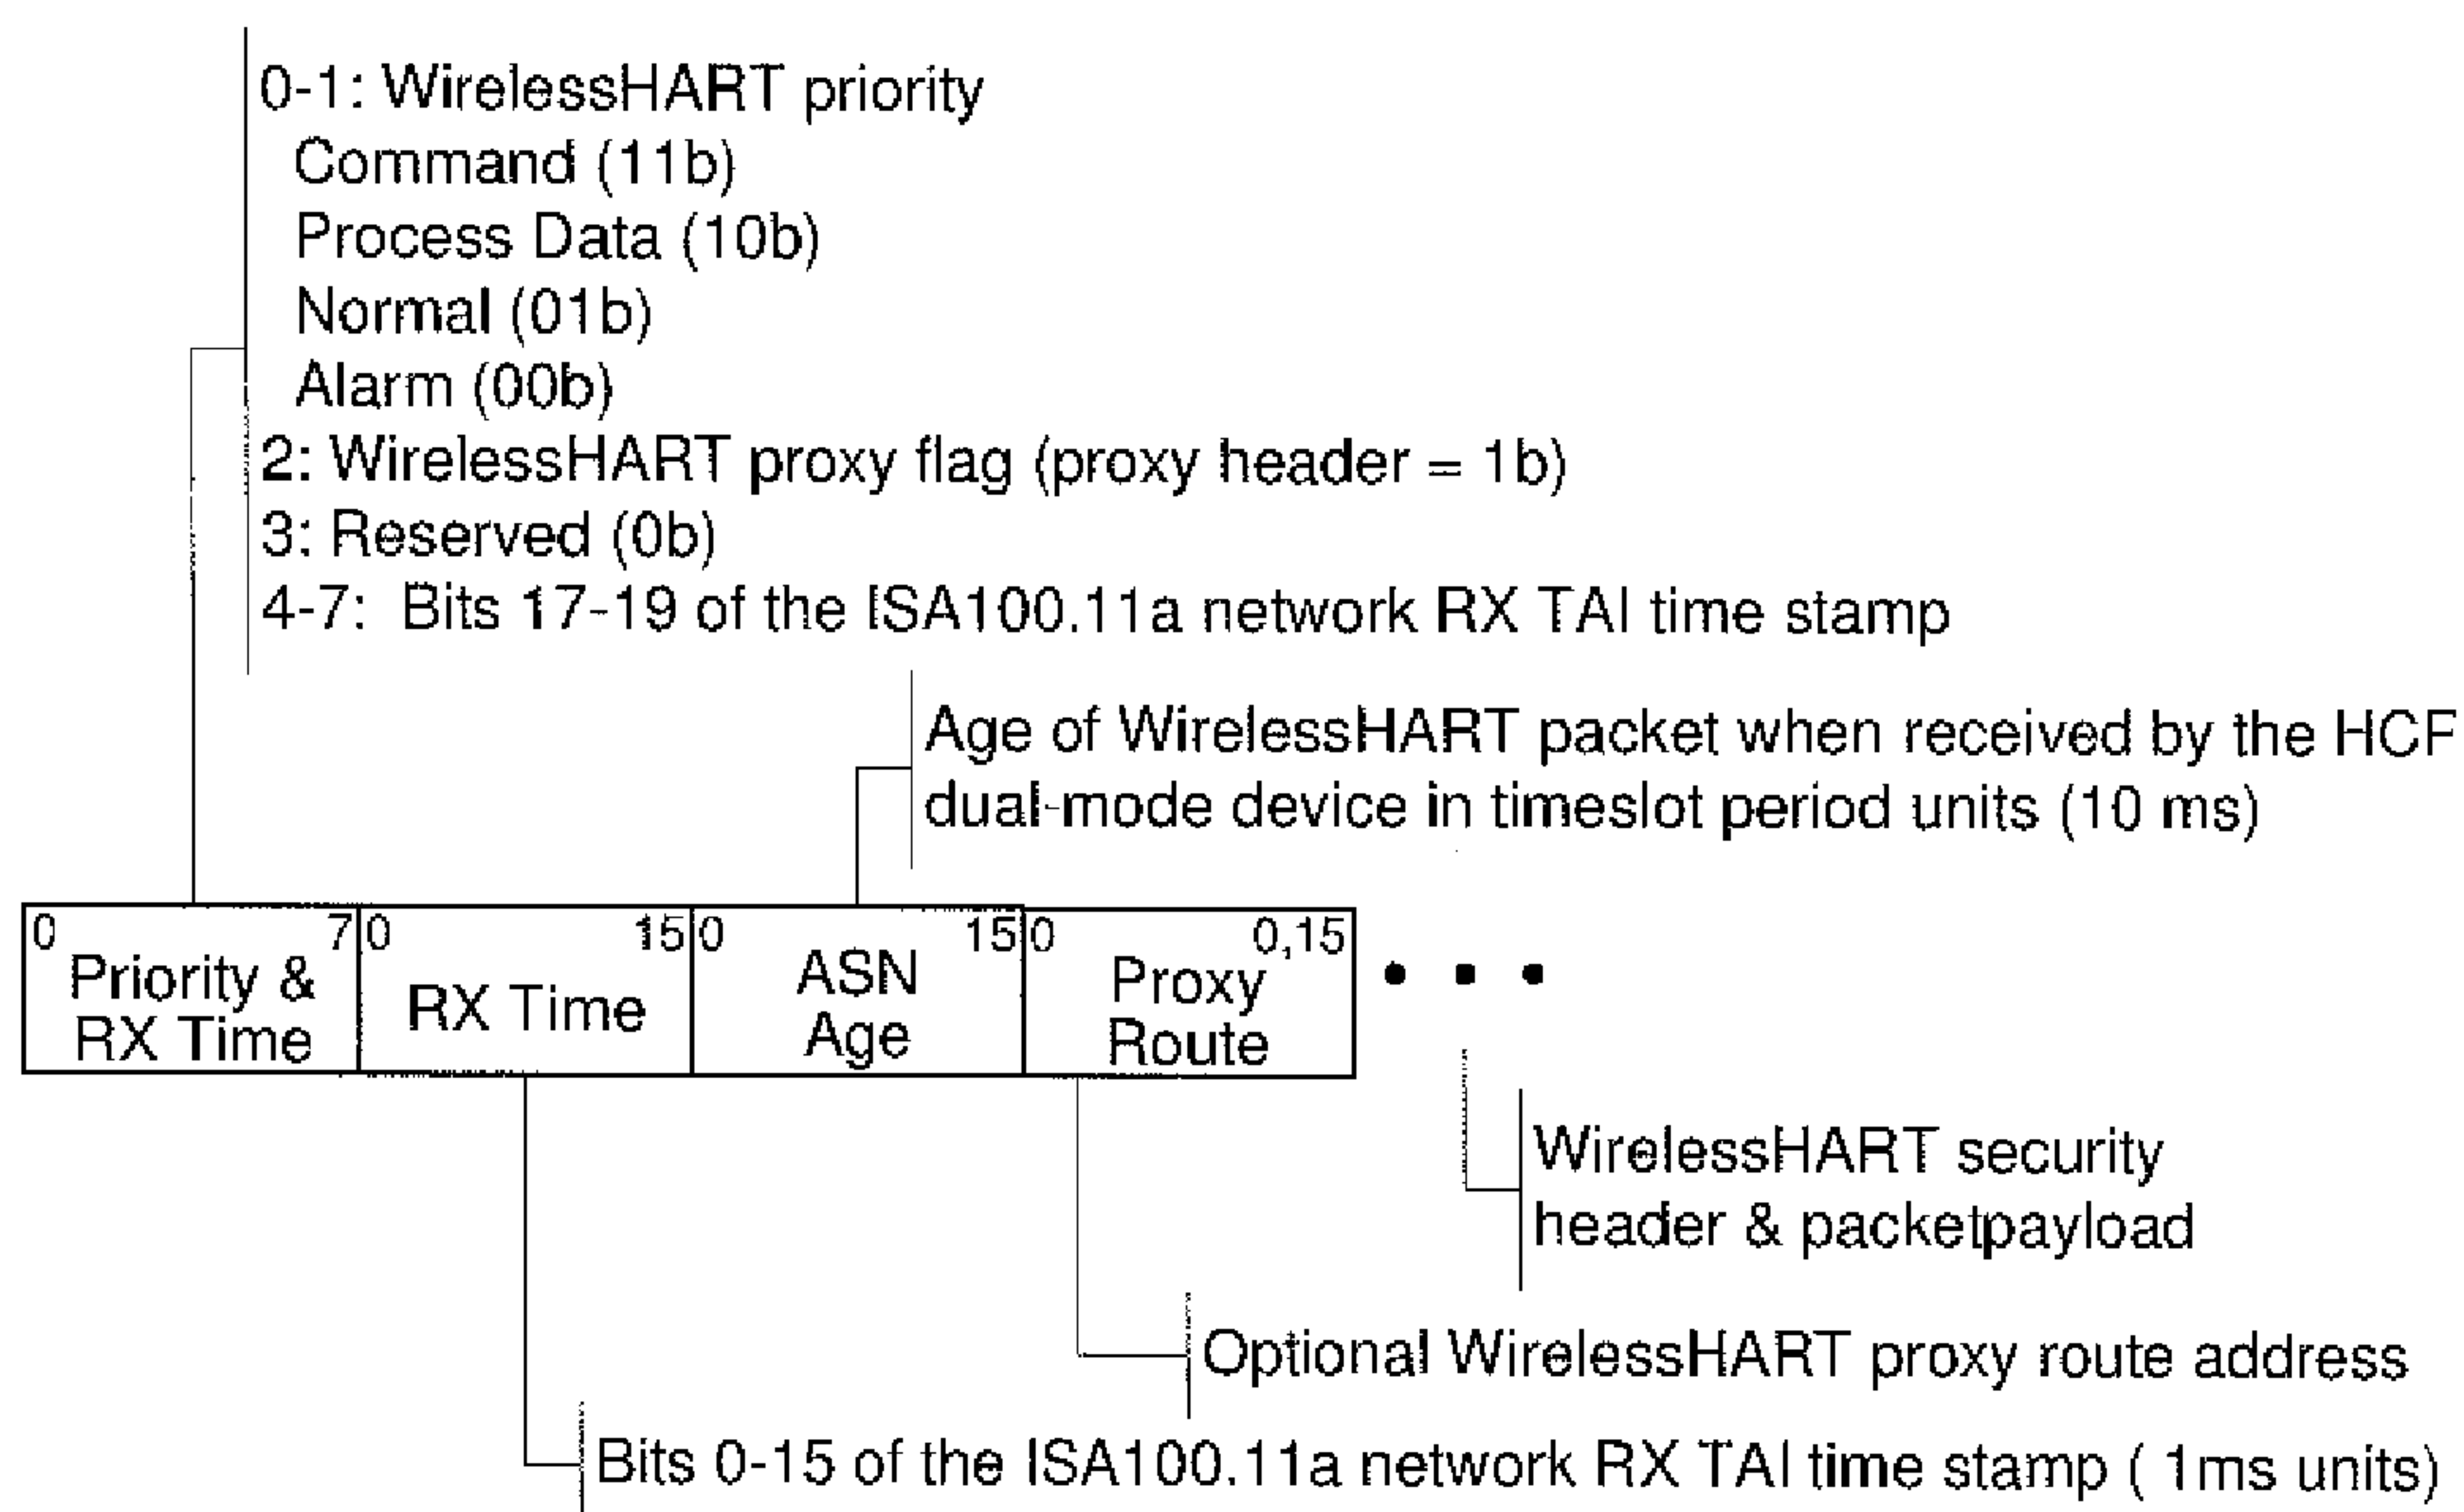 0-1: WirelessHART priority
Command (11b)
Process Data (10b)
Normal (01b)
Alarm (00b)
2: WirelessHART proxy flag (proxy header = 1b)
3: Reserved (0b)
4-7: Bits 17-19 of the ISA100.11a network RX TAI time stamp
Age of WirelessHART packet when received by the HCF
dual-mode device in timeslot period units (10 ms)
0 7 0 15 0 15 0 0,15
Priority &
RX Time
RX Time
ASN
Age
Proxy
Route
WirelessHART security
header & packetpayload
Optional WirelessHART proxy route address
Bits 0-15 of the ISA100.11a network RX TAI time stamp ( 1ms units)